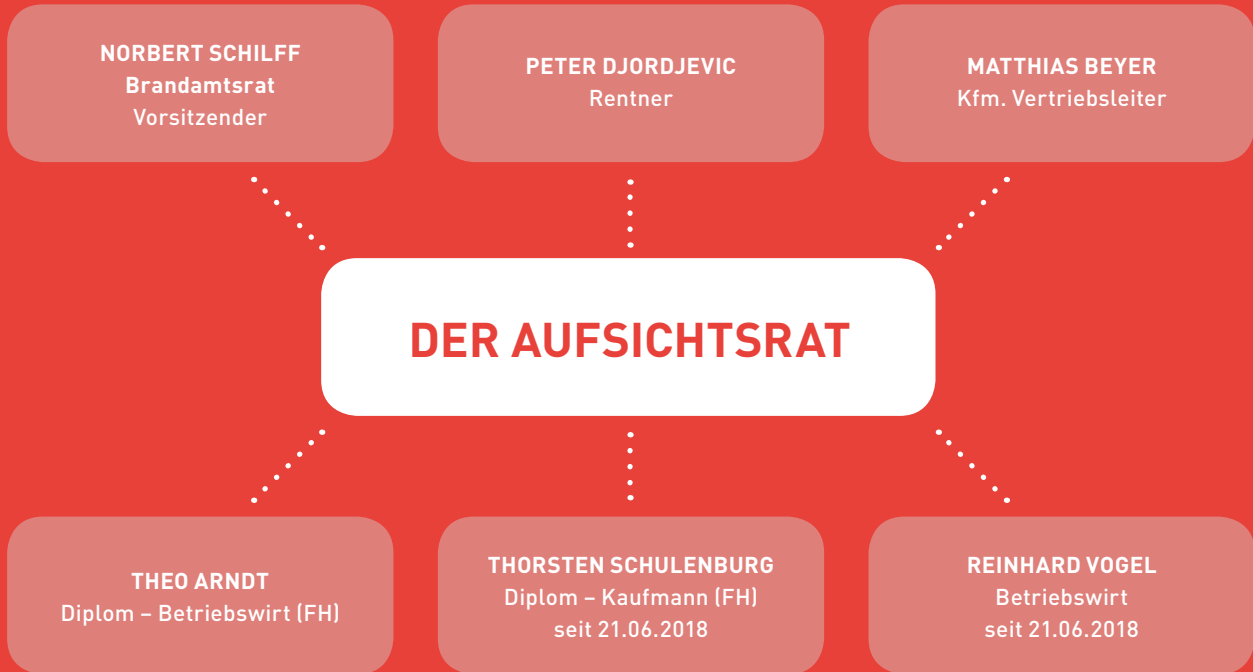 NORBERT SCHILFF
Brandamtsrat
Vorsitzender
PETER DJORDJEVIC
Rentner
MATTHIAS BEYER
Kfm. Vertriebsleiter
DER AUFSICHTSRAT
THEO ARNDT
Diplom – Betriebswirt (FH)
THORSTEN SCHULENBURG
Diplom – Kaufmann (FH)
seit 21.06.2018
REINHARD VOGEL
Betriebswirt
seit 21.06.2018